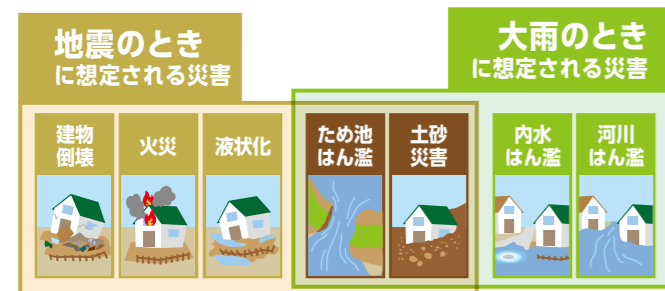 地震のとき
に想定される災害
大雨のとき
に想定される災害
建物
倒壊
火災
液状化
ため池
はん濫
土砂
災害
内水
はん濫
河川
はん濫